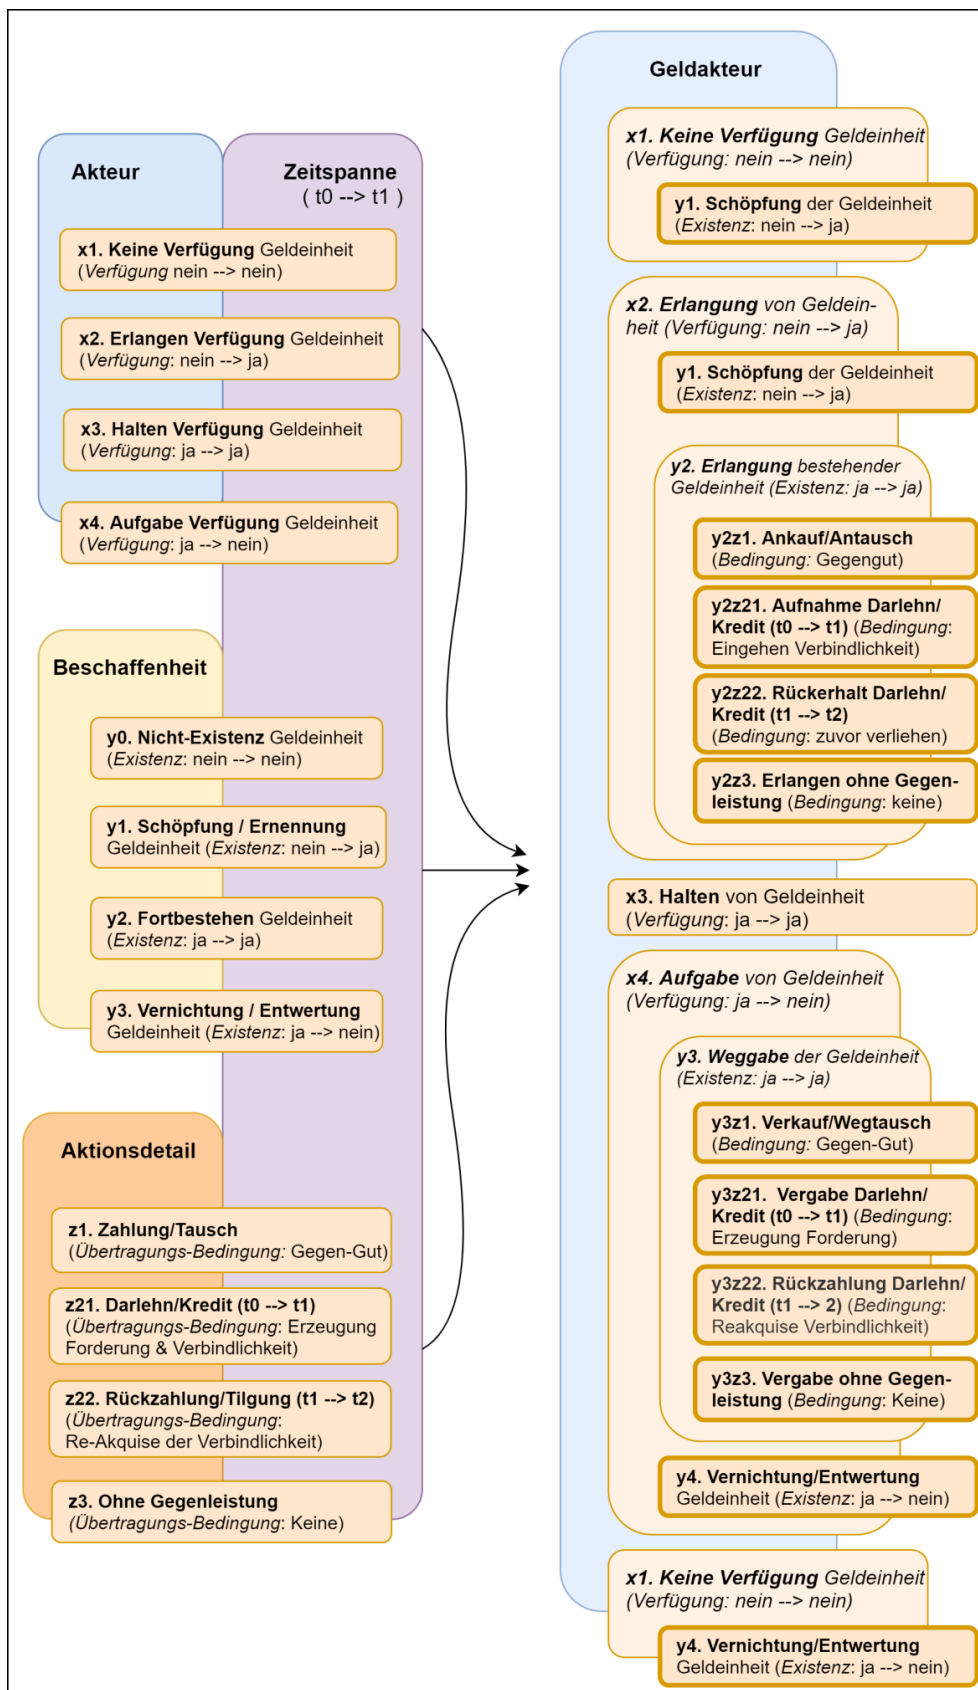 Akteur
Zeitspanne
( t0 --> t1 )
x1. Keine Verfügung Geldeinheit
(Verfügung nein --> nein)
x2. Erlangen Verfügung Geldeinheit
(Verfügung: nein --> ja)
x3. Halten Verfügung Geldeinheit
(Verfügung: ja --> ja)
x4. Aufgabe Verfügung Geldeinheit
(Verfügung: ja --> nein)
Beschaffenheit
y0. Nicht-Existenz Geldeinheit
(Existenz: nein --> nein)
y1. Schöpfung / Ernennung
Geldeinheit (Existenz: nein --> ja)
y2. Fortbestehen Geldeinheit
(Existenz: ja --> ja)
y3. Vernichtung / Entwertung
Geldeinheit (Existenz: ja --> nein)
Aktionsdetail
z1. Zahlung/Tausch
(Übertragungs-Bedingung: Gegen-Gut)
z21. Darlehn/Kredit (t0 --> t1)
(Übertragungs-Bedingung: Erzeugung
Forderung & Verbindlichkeit)
z22. Rückzahlung/Tilgung (t1 --> t2)
(Übertragungs-Bedingung:
Re-Akquise der Verbindlichkeit)
z3. Ohne Gegenleistung
(Übertragungs-Bedingung: Keine)
Geldakteur
x1. Keine Verfügung Geldeinheit
(Verfügung: nein --> nein)
y1. Schöpfung der Geldeinheit
(Existenz: nein --> ja)
x2. Erlangung von Geldein-
heit (Verfügung: nein --> ja)
y1. Schöpfung der Geldeinheit
(Existenz: nein --> ja)
y2. Erlangung bestehender
Geldeinheit (Existenz: ja --> ja)
y2z1. Ankauf/Antausch
(Bedingung: Gegengut)
y2z21. Aufnahme Darlehn/
Kredit (t0 --> t1) (Bedingung:
Eingehen Verbindlichkeit)
y2z22. Rückerhalt Darlehn/
Kredit (t1 --> t2)
(Bedingung: zuvor verliehen)
y2z3. Erlangen ohne Gegen-
leistung (Bedingung: keine)
x3. Halten von Geldeinheit
(Verfügung: ja --> ja)
x4. Aufgabe von Geldeinheit
(Verfügung: ja --> nein)
y3. Weggabe der Geldeinheit
(Existenz: ja --> ja)
y3z1. Verkauf/Wegtausch
(Bedingung: Gegen-Gut)
y3z21. Vergabe Darlehn/
Kredit (t0 --> t1) (Bedingung:
Erzeugung Forderung)
y3z22. Rückzahlung Darlehn/
Kredit (t1 --> 2) (Bedingung:
Reakquise Verbindlichkeit)
y3z3. Vergabe ohne Gegen-
leistung (Bedingung: Keine)
y4. Vernichtung/Entwertung
Geldeinheit (Existenz: ja --> nein)
x1. Keine Verfügung Geldeinheit
(Verfügung: nein --> nein)
y4. Vernichtung/Entwertung
Geldeinheit (Existenz: ja --> nein)